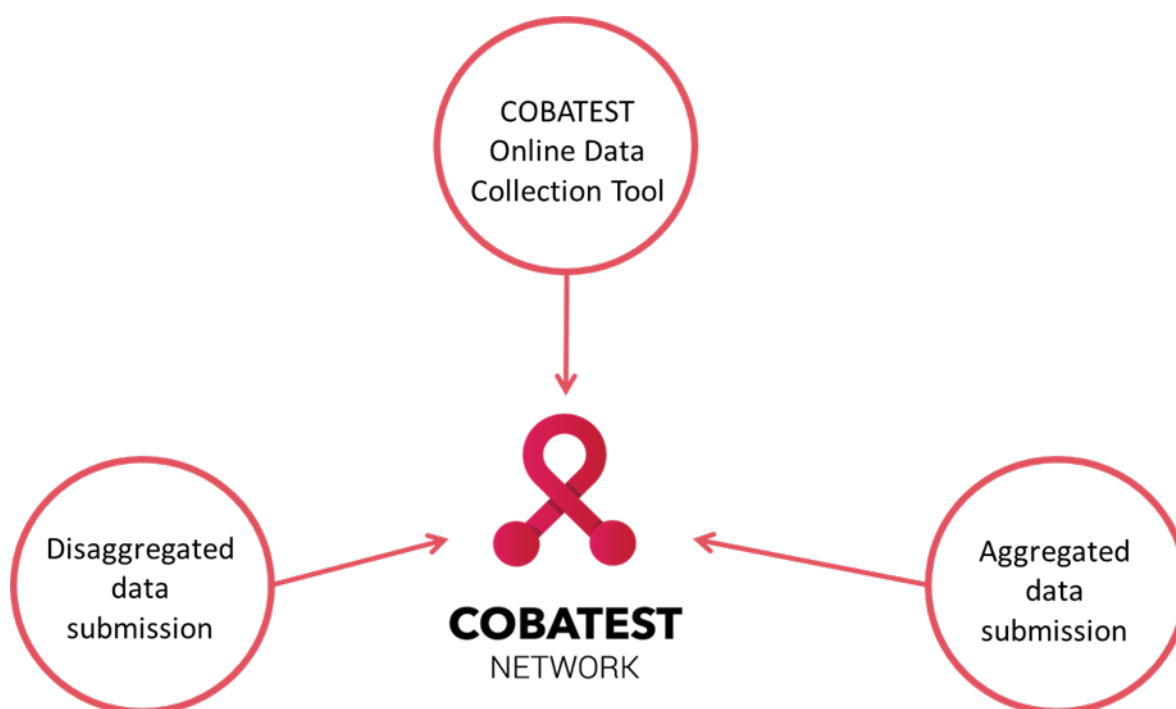 COBATEST
Online Data
Collection Tool
Disaggregated
data
submission
COBATEST
NETWORK
Aggregated
data
submission